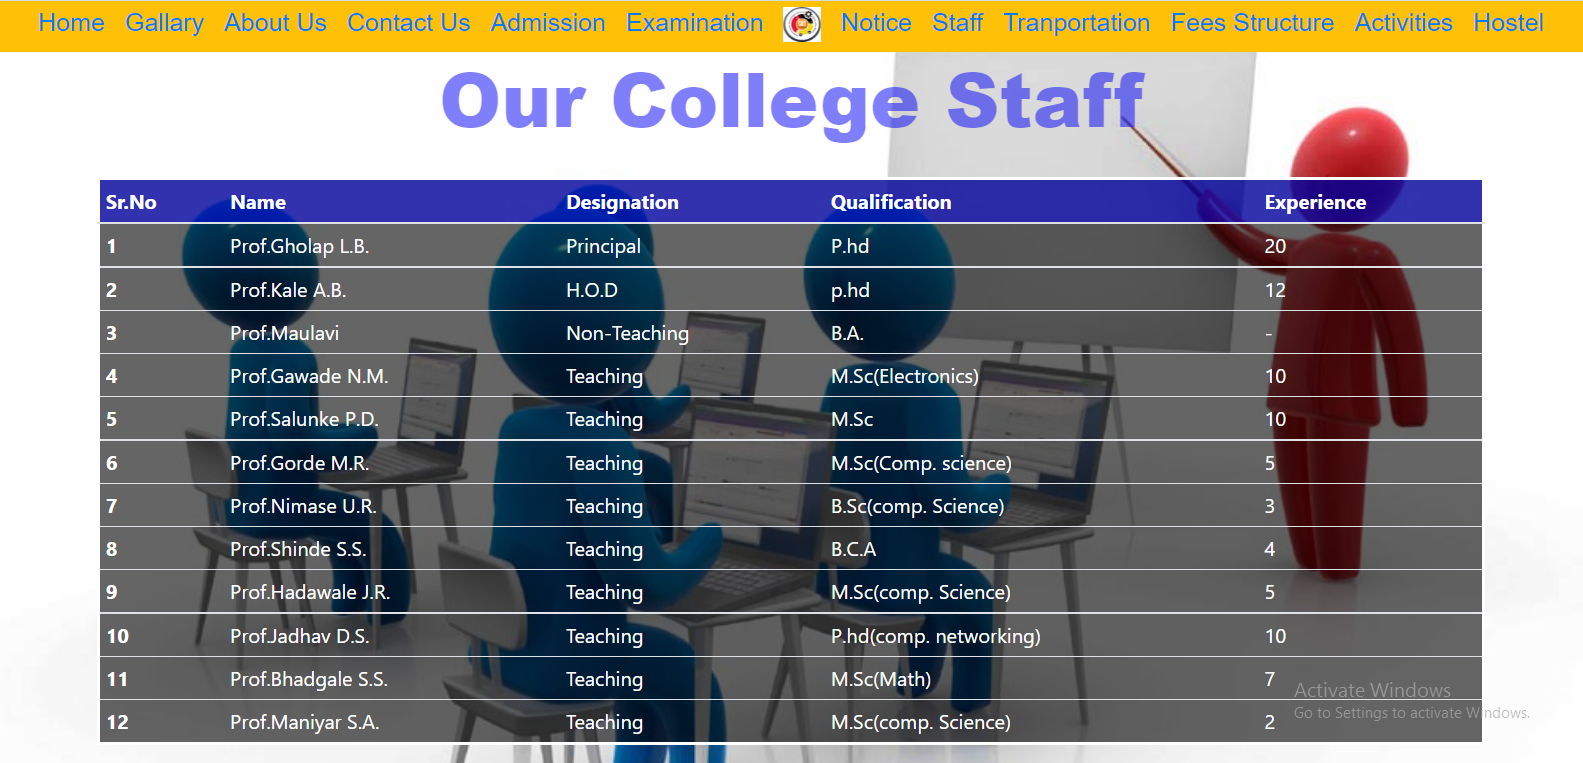 Home Gallary About Us Contact Us Admission Examination Notice Staff Tranportation Fees Structure Activities Hostel
Our College Staff
Sr.No Name Designation Qualification Experience
1 Prof.Gholap L.B. Principal P.hd 20
2 Prof.Kale A.B. H.O.D p.hd 12
3 Prof.Maulavi Non-Teaching B.A. -
4 Prof.Gawade N.M. Teaching M.Sc(Electronics) 10
5 Prof.Salunke P.D. Teaching M.Sc 10
6 Prof.Gorde M.R. Teaching M.Sc(Comp. science) 5
7 Prof.Nimase U.R. Teaching B.Sc(comp. Science) 3
8 Prof.Shinde S.S. Teaching B.C.A 4
9 Prof.Hadawale J.R. Teaching M.Sc(comp. Science) 5
10 Prof.Jadhav D.S. Teaching P.hd(comp. networking) 10
11 Prof.Bhadgale S.S. Teaching M.Sc(Math) 7
12 Prof.Maniyar S.A. Teaching M.Sc(comp. Science) 2
Activate Windows
Go to Settings to activate Windows.